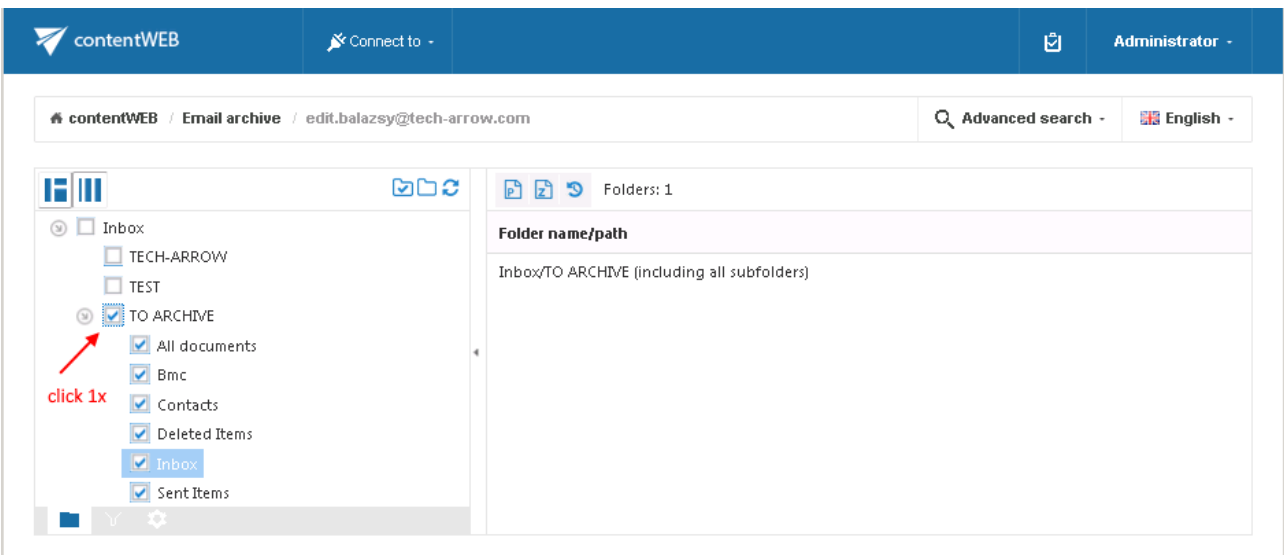 contentWEB
Connect to -
Administrator -
contentWEB / Email archive / edit.balazsy@tech-arrow.com
Advanced search -
English -
P Z Folders: 1
Inbox
TECH-ARROW
TEST
TO ARCHIVE
All documents
Bmc
Contacts
Deleted Items
Inbox
Sent Items
click 1x
Folder name/path
Inbox/TO ARCHIVE (including all subfolders)